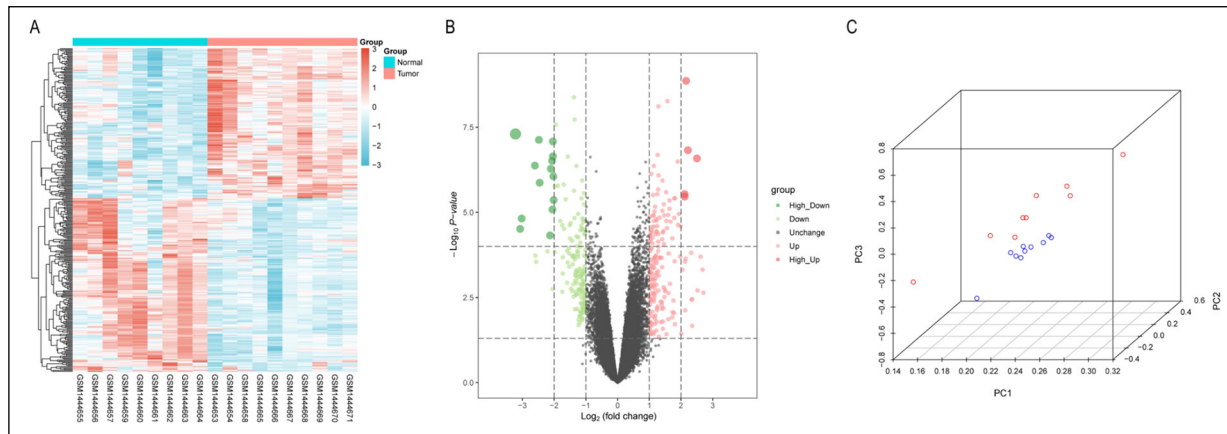 A
Group
3
2
1
0
−1
−2
−3
Group
Normal
Tumor
GSM1444655
GSM1444656
GSM1444657
GSM1444659
GSM1444660
GSM1444661
GSM1444662
GSM1444663
GSM1444664
GSM1444653
GSM1444654
GSM1444658
GSM1444665
GSM1444666
GSM1444667
GSM1444668
GSM1444669
GSM1444670
GSM1444671
B
−Log10 P-value
7.5
5.0
2.5
0.0
−3
−2
−1
0
1
2
3
Log2 (fold change)
group
High_Down
Down
Unchange
Up
High_Up
C
PC3
0.8
0.6
0.4
0.2
0.0
−0.2
−0.4
−0.6
−0.8
0.14
0.16
0.18
0.20
0.22
0.24
0.26
0.28
0.30
0.32
PC1
−0.4
−0.2
0.0
0.2
0.4
0.6
PC2